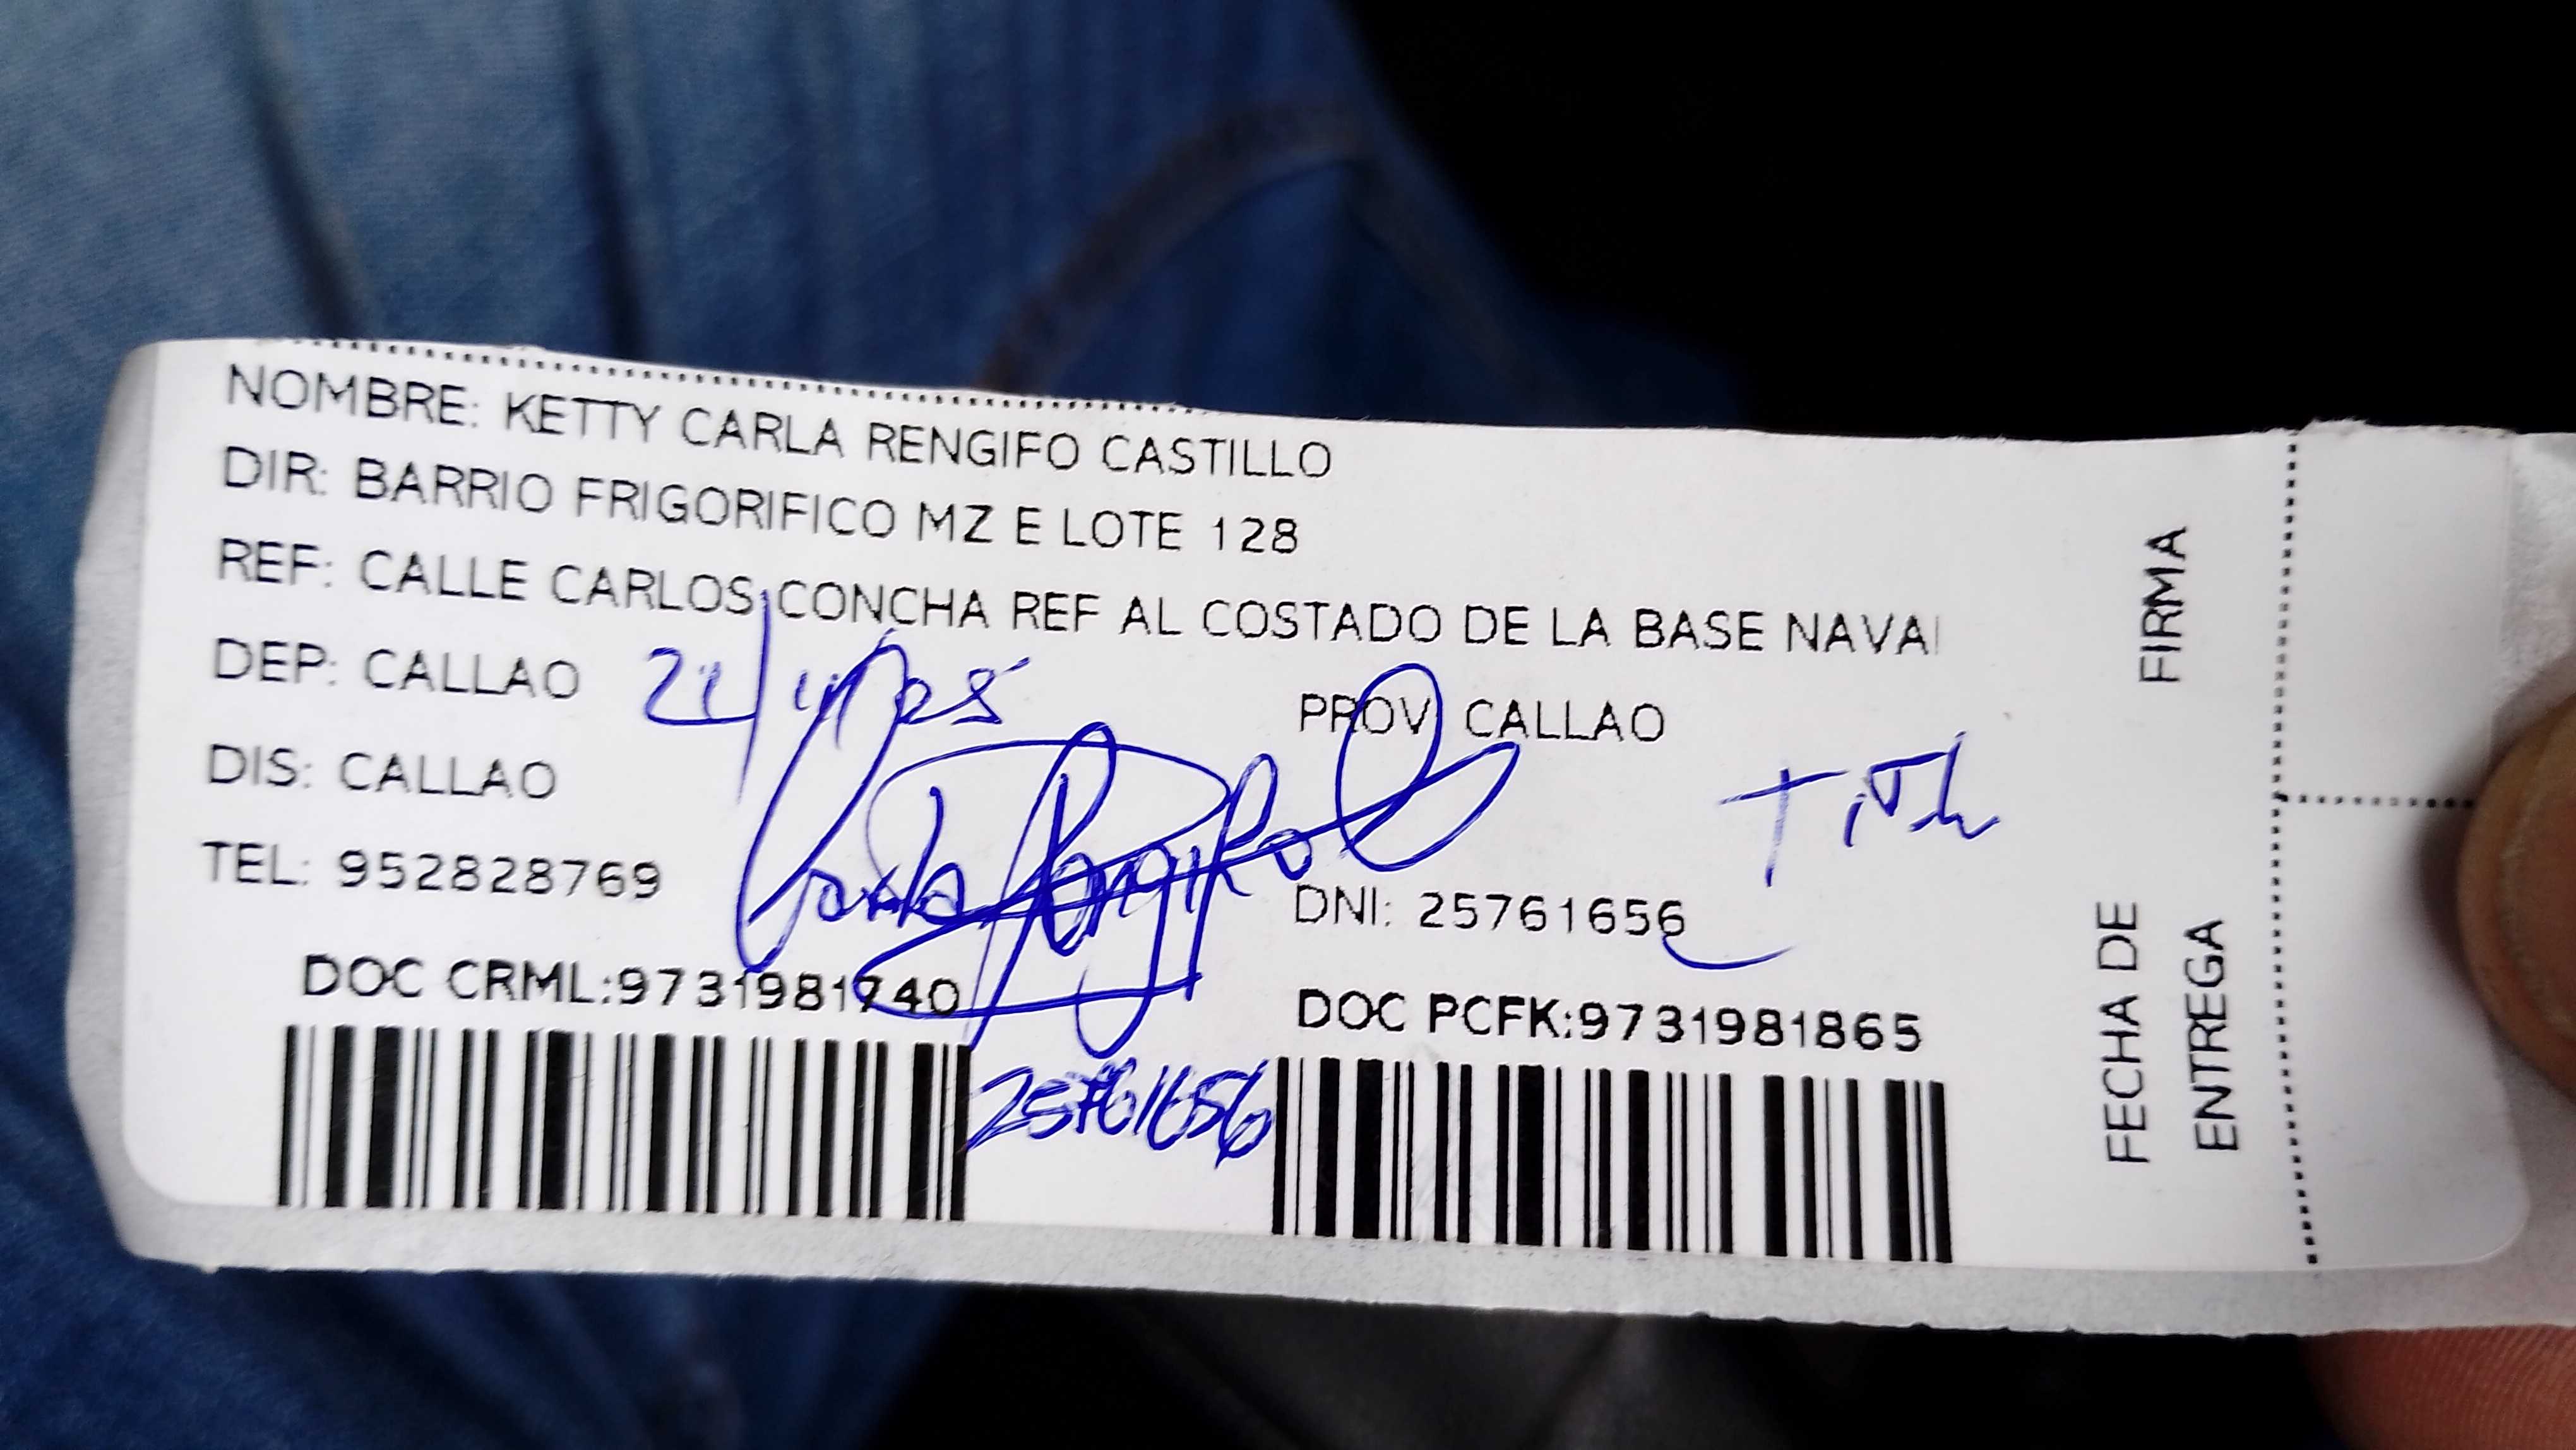 NOMBRE: KETTY CARLA RENGIFO CASTILLO
DIR: BARRIO FRIGORIFICO MZ E LOTE 128
REF: CALLE CARLOS CONCHA REF AL COSTADO DE LA BASE NAVAL
DEP: CALLAO
PROV: CALLAO
DIS: CALLAO
TEL: 952828769
DNI: 25761656
DOC CRML:9731981740
DOC PCFK:9731981865
25761656
FIRMA
FECHA DE
ENTREGA